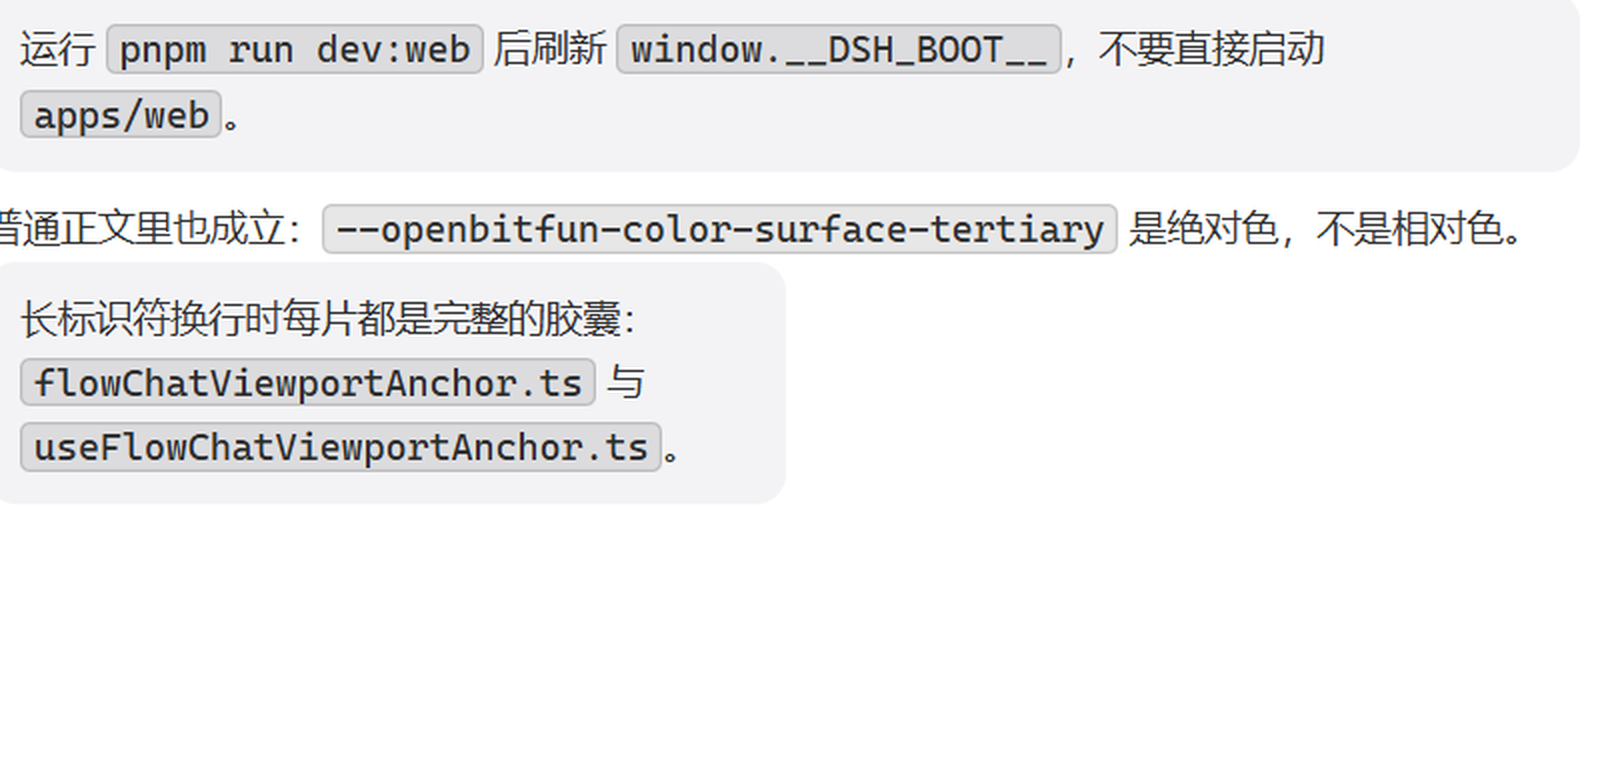 运行 pnpm run dev:web 后刷新 window.__DSH_BOOT__，不要直接启动
apps/web。
普通正文里也成立：--openbitfun-color-surface-tertiary 是绝对色，不是相对色。
长标识符换行时每片都是完整的胶囊：
flowChatViewportAnchor.ts 与
useFlowChatViewportAnchor.ts。